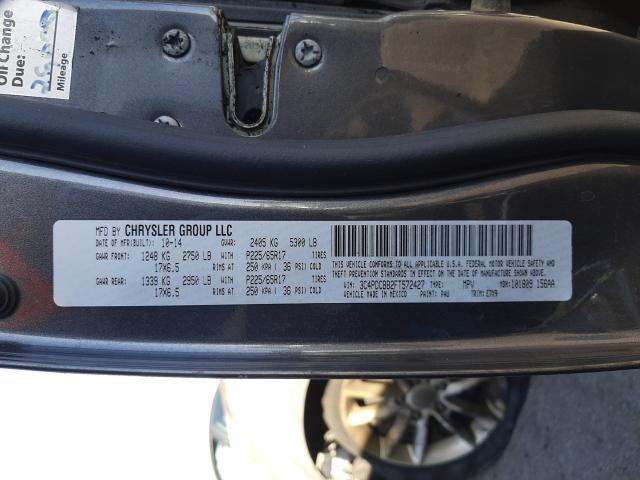 Oil Change
Due:
Mileage
MFD BY CHRYSLER GROUP LLC
DATE OF MFR(BUILT): 10-14 GVWR: 2405 KG 5300 LB
GAWR FRONT: 1248 KG 2750 LB WITH P225/65R17 TIRES
17X6.5 RIMS AT 250 KPA ( 36 PSI) COLD
GAWR REAR: 1339 KG 2950 LB WITH P225/65R17 TIRES
17X6.5 RIMS AT 250 KPA ( 36 PSI) COLD
THIS VEHICLE CONFORMS TO ALL APPLICABLE U.S.A. FEDERAL MOTOR VEHICLE SAFETY AND
THEFT PREVENTION STANDARDS IN EFFECT ON THE DATE OF MANUFACTURE SHOWN ABOVE.
VIN: 3C4PDCBB2FT572427 TYPE: MPV MDH: 101809 156AA
VEHICLE MADE IN MEXICO PAINT: PAU TRIM: